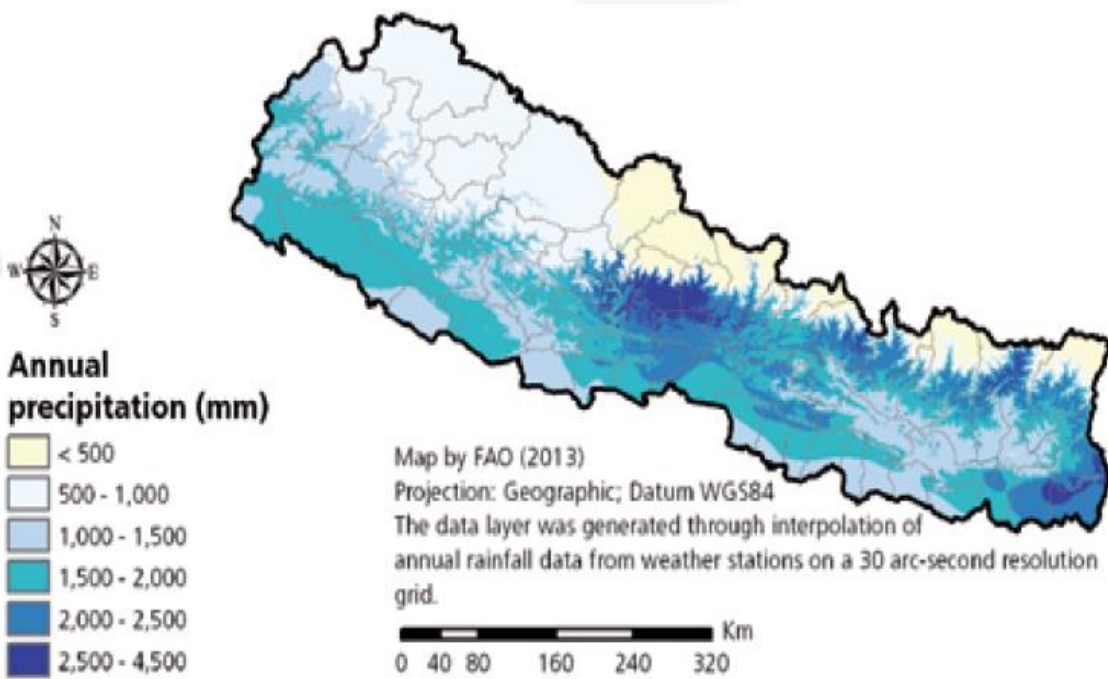 N
W E
S
Annual
precipitation (mm)
< 500
500 - 1,000
1,000 - 1,500
1,500 - 2,000
2,000 - 2,500
2,500 - 4,500
Map by FAO (2013)
Projection: Geographic; Datum WGS84
The data layer was generated through interpolation of
annual rainfall data from weather stations on a 30 arc-second resolution
grid.
Km
0 40 80 160 240 320